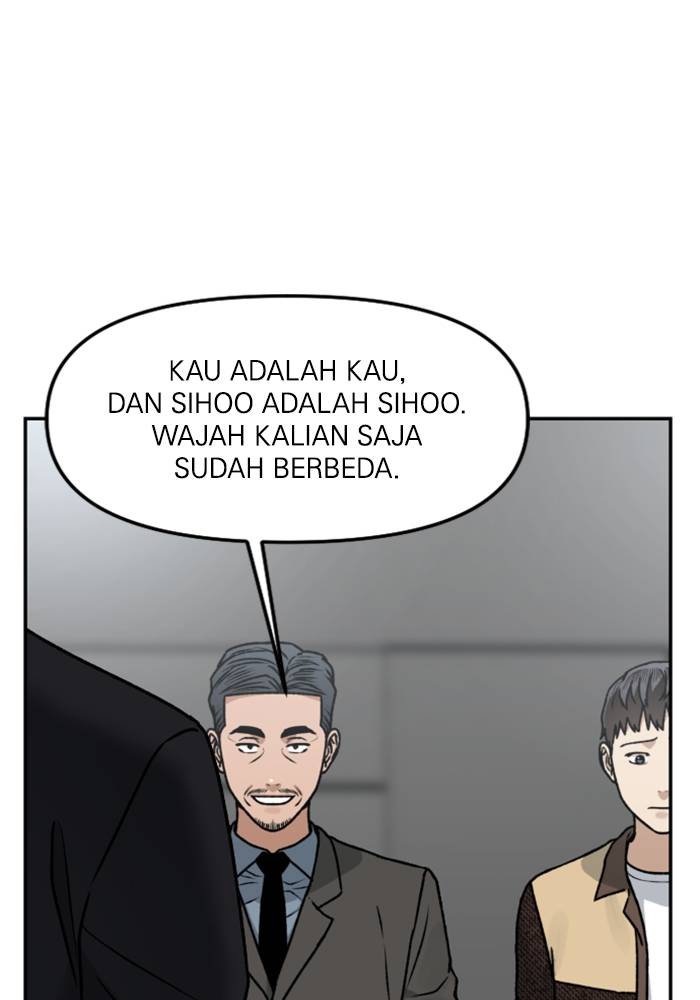 KAU ADALAH KAU,
DAN SIHOO ADALAH SIHOO.
WAJAH KALIAN SAJA
SUDAH BERBEDA.